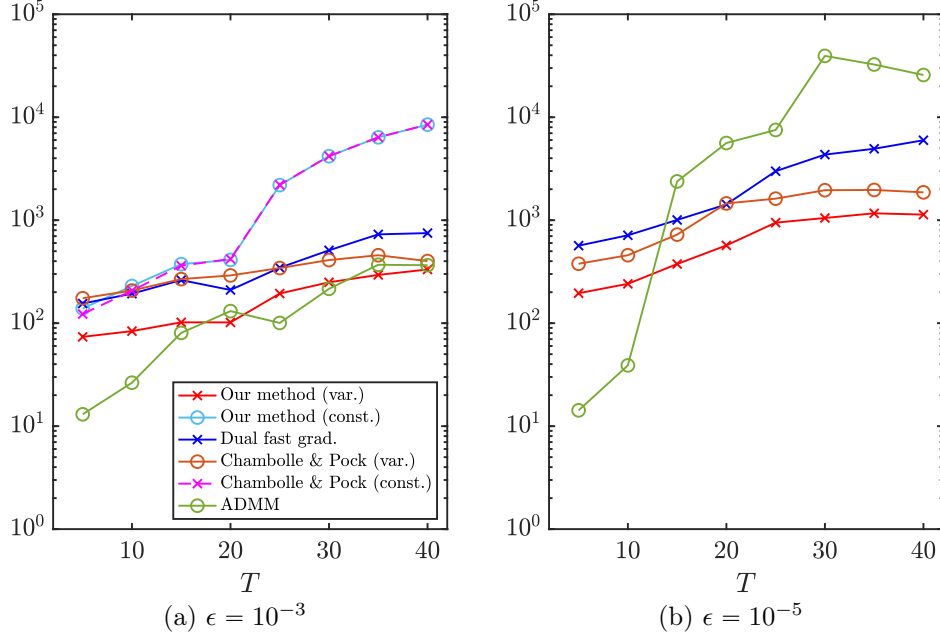 10^5
10^4
10^3
10^2
10^1
10^0
10
20
30
40
T
Our method (var.)
Our method (const.)
Dual fast grad.
Chambolle & Pock (var.)
Chambolle & Pock (const.)
ADMM
(a) ϵ = 10^{-3}
10^5
10^4
10^3
10^2
10^1
10^0
10
20
30
40
T
(b) ϵ = 10^{-5}